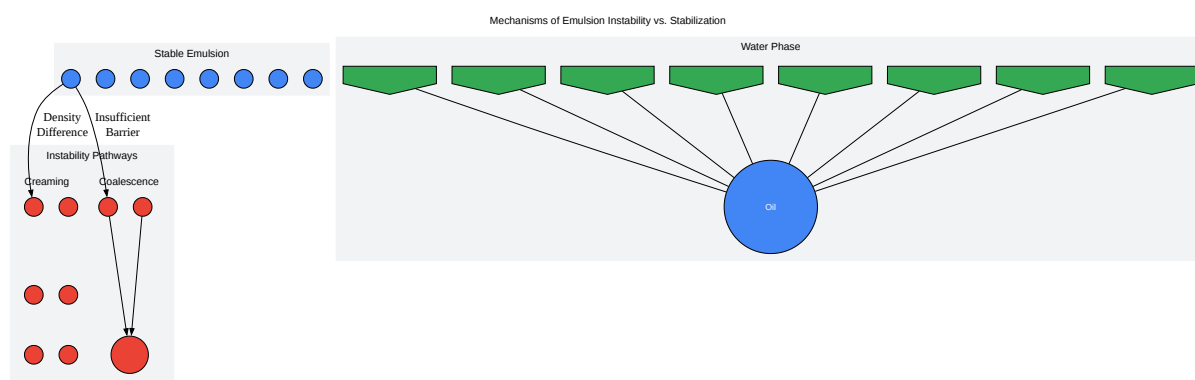 Mechanisms of Emulsion Instability vs. Stabilization
Stable Emulsion
Water Phase
Density
Difference
Insufficient
Barrier
Instability Pathways
Creaming
Coalescence
Oil